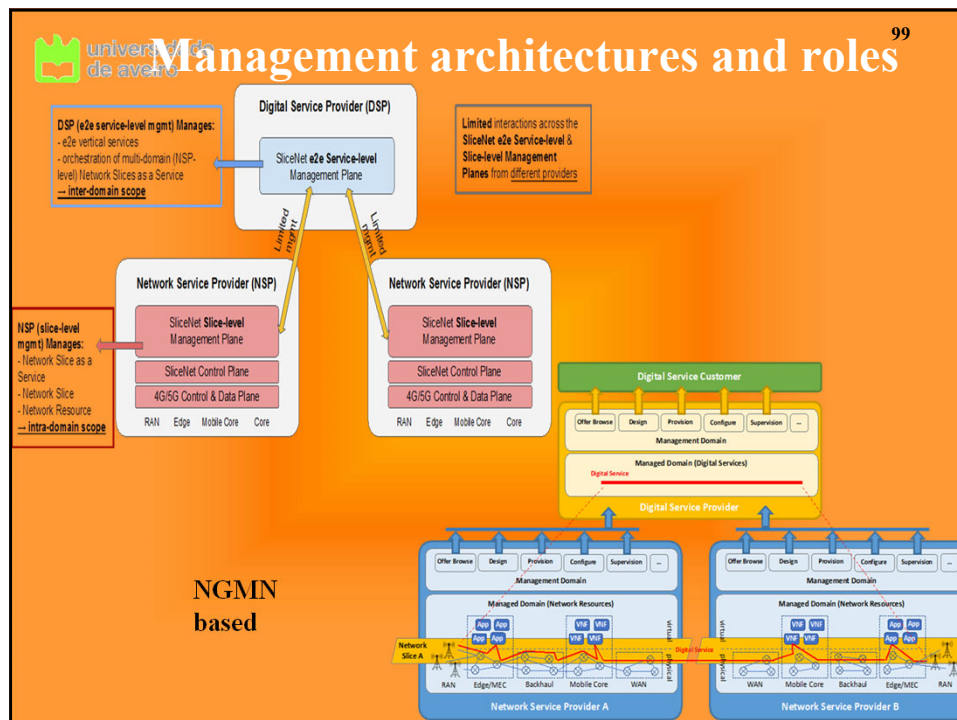 99
universidade
de aveiro
Management architectures and roles
Digital Service Provider (DSP)
SliceNet e2e Service-level
Management Plane
DSP (e2e service-level mgmt) Manages:
- e2e vertical services
- orchestration of multi-domain (NSP-
level) Network Slices as a Service
→ inter-domain scope
Limited interactions across the
SliceNet e2e Service-level &
Slice-level Management
Planes from different providers
Limited
mgmt
Limited
mgmt
Network Service Provider (NSP)
SliceNet Slice-level
Management Plane
SliceNet Control Plane
4G/5G Control & Data Plane
RAN Edge Mobile Core Core
Network Service Provider (NSP)
SliceNet Slice-level
Management Plane
SliceNet Control Plane
4G/5G Control & Data Plane
RAN Edge Mobile Core Core
NSP (slice-level
mgmt) Manages:
- Network Slice as a
Service
- Network Slice
- Network Resource
→ intra-domain scope
Digital Service Customer
Offer Browse Design Provision Configure Supervision ...
Management Domain
Managed Domain (Digital Services)
Digital Service
Digital Service Provider
NGMN
based
Offer Browse Design Provision Configure Supervision ...
Management Domain
Managed Domain (Network Resources)
App App VNF VNF
App App VNF VNF
virtual
Network
Slice A
physical
RAN Edge/MEC Backhaul Mobile Core WAN
Network Service Provider A
Digital Service
Offer Browse Design Provision Configure Supervision ...
Management Domain
Managed Domain (Network Resources)
VNF VNF App App
VNF VNF App App
virtual
physical
WAN Mobile Core Backhaul Edge/MEC RAN
Network Service Provider B